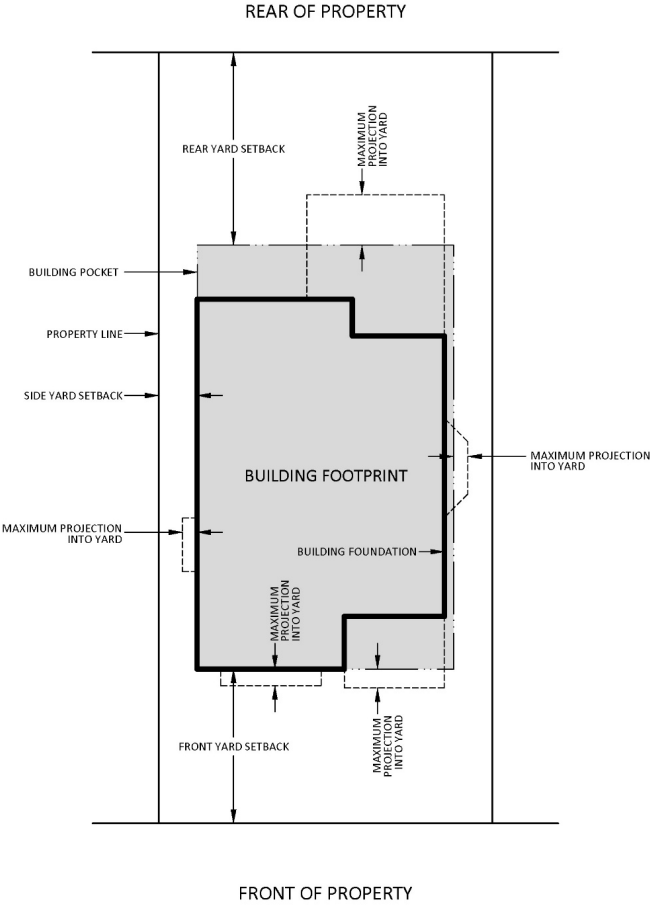 REAR OF PROPERTY
MAXIMUM
PROJECTION
INTO YARD
REAR YARD SETBACK
BUILDING POCKET
PROPERTY LINE
SIDE YARD SETBACK
MAXIMUM PROJECTION
INTO YARD
BUILDING FOOTPRINT
MAXIMUM PROJECTION
INTO YARD
BUILDING FOUNDATION
MAXIMUM
PROJECTION
INTO YARD
MAXIMUM
PROJECTION
INTO YARD
FRONT YARD SETBACK
FRONT OF PROPERTY